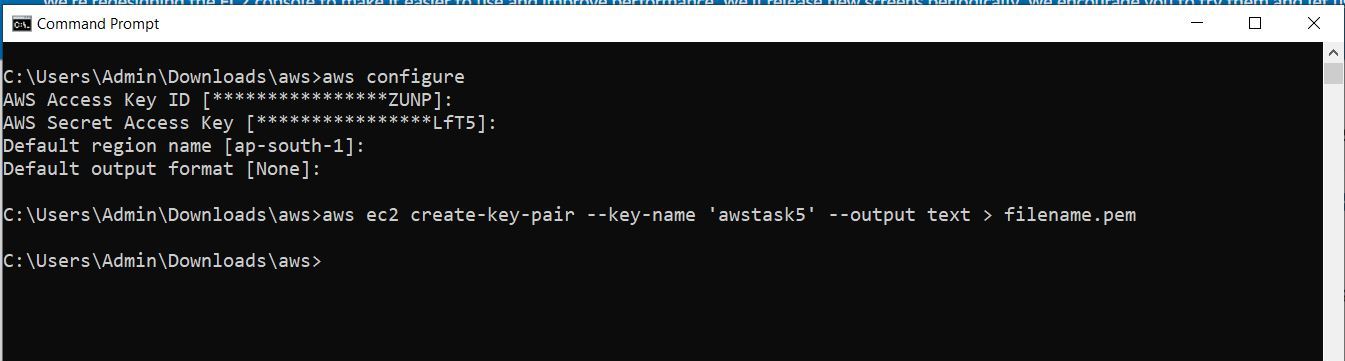 we're redesigning the EC2 console to make it easier to use and improve performance. We'll release new screens periodically. We encourage you to try them and let
Command Prompt
C:\Users\Admin\Downloads\aws>aws configure
AWS Access Key ID [****************ZUNP]:
AWS Secret Access Key [****************LfT5]:
Default region name [ap-south-1]:
Default output format [None]:
C:\Users\Admin\Downloads\aws>aws ec2 create-key-pair --key-name 'awstask5' --output text > filename.pem
C:\Users\Admin\Downloads\aws>